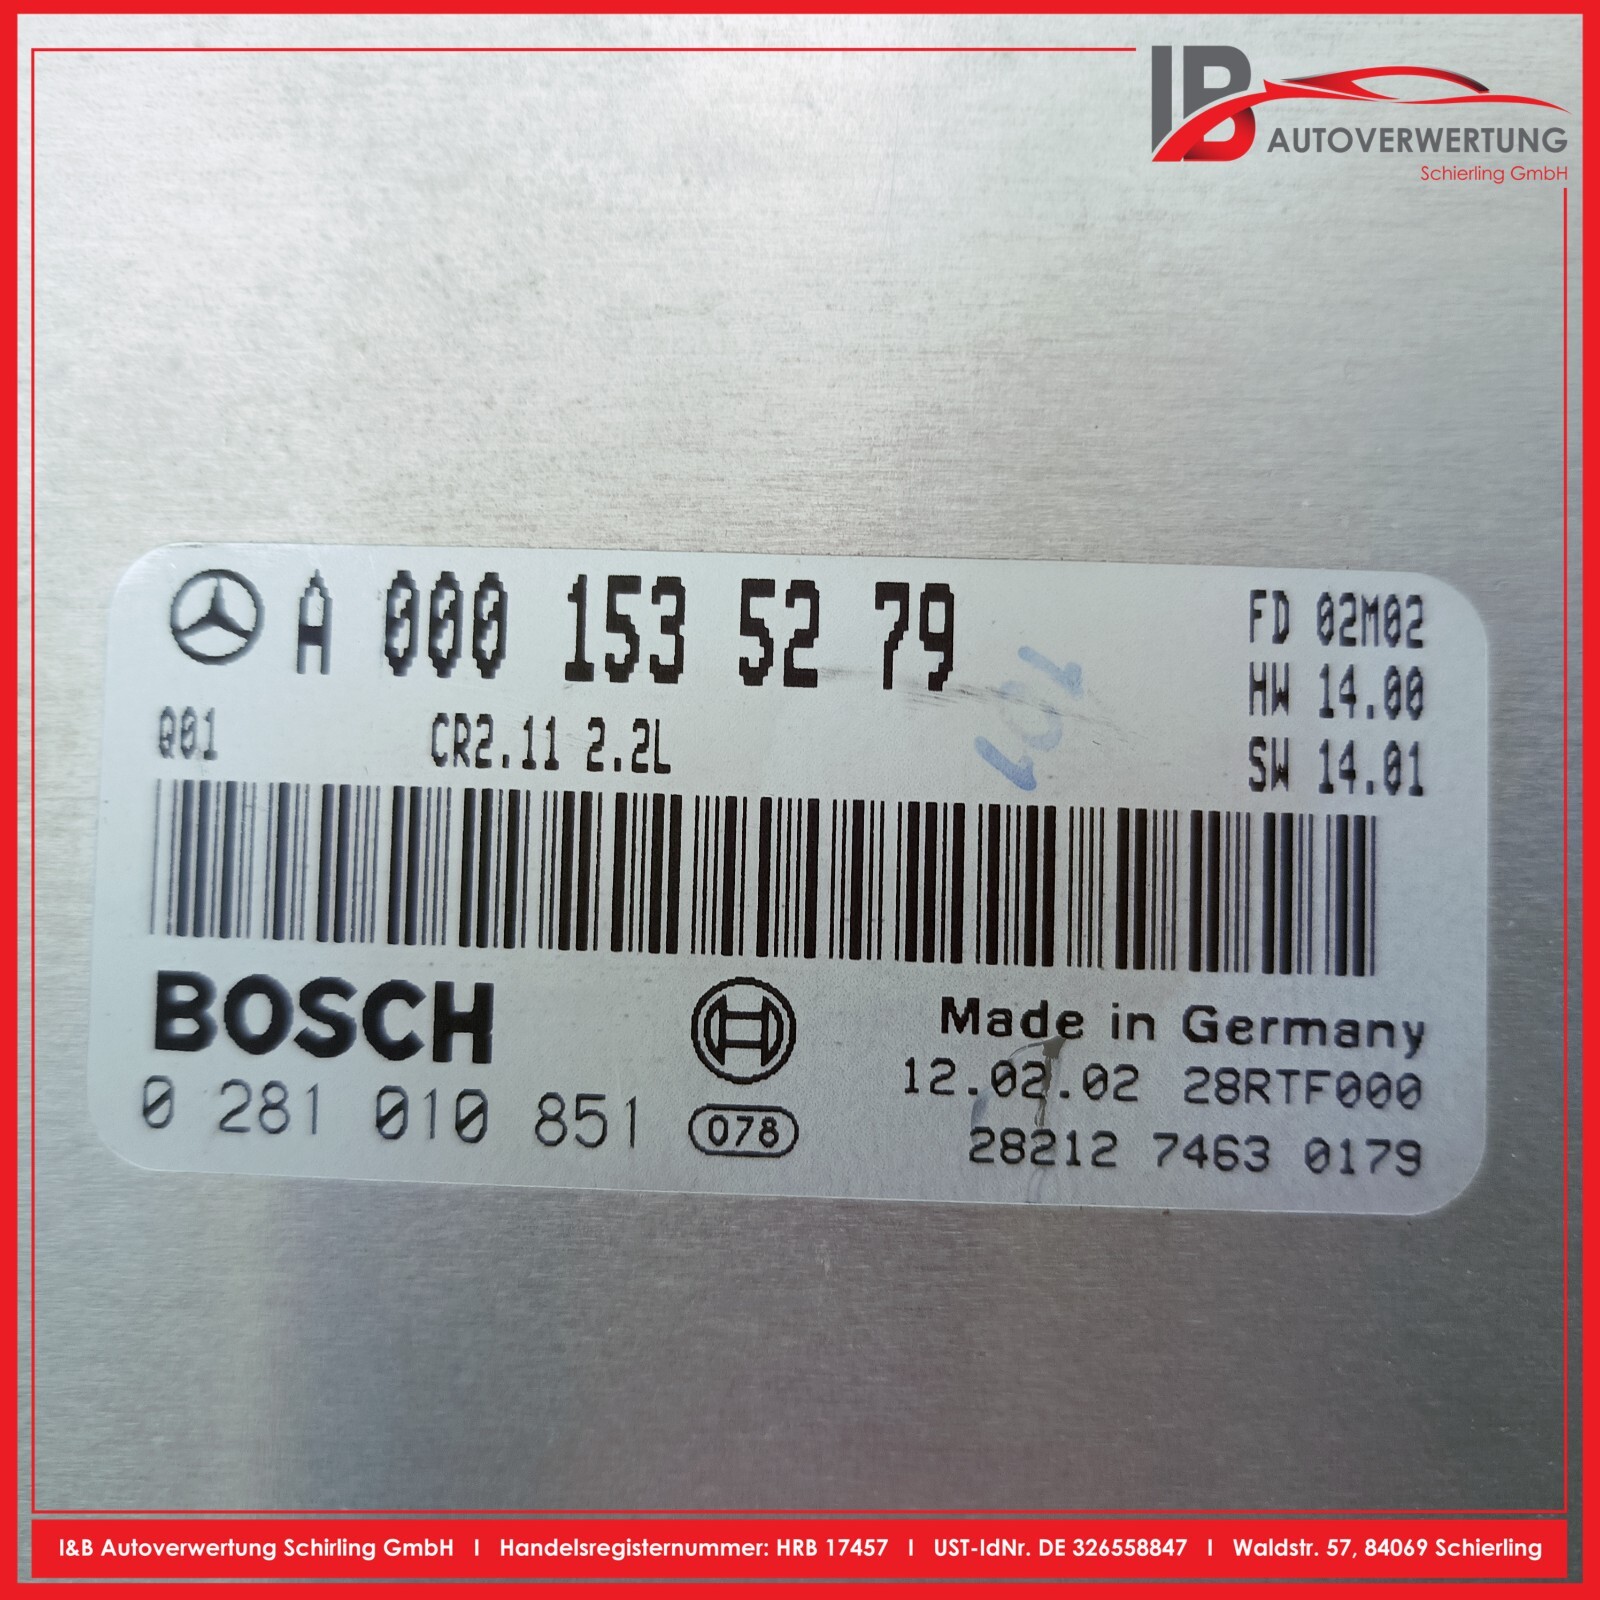 IB
AUTOVERWERTUNG
Schierling GmbH
A 000 153 52 79
FD 02M02
HW 14.00
Q01 CR2.11 2.2L
SW 14.01
101
BOSCH
Made in Germany
12.02.02 28RTF000
0 281 010 851
078
28212 7463 0179
I&B Autoverwertung Schirling GmbH I Handelsregisternummer: HRB 17457 I UST-IdNr. DE 326558847 I Waldstr. 57, 84069 Schierling